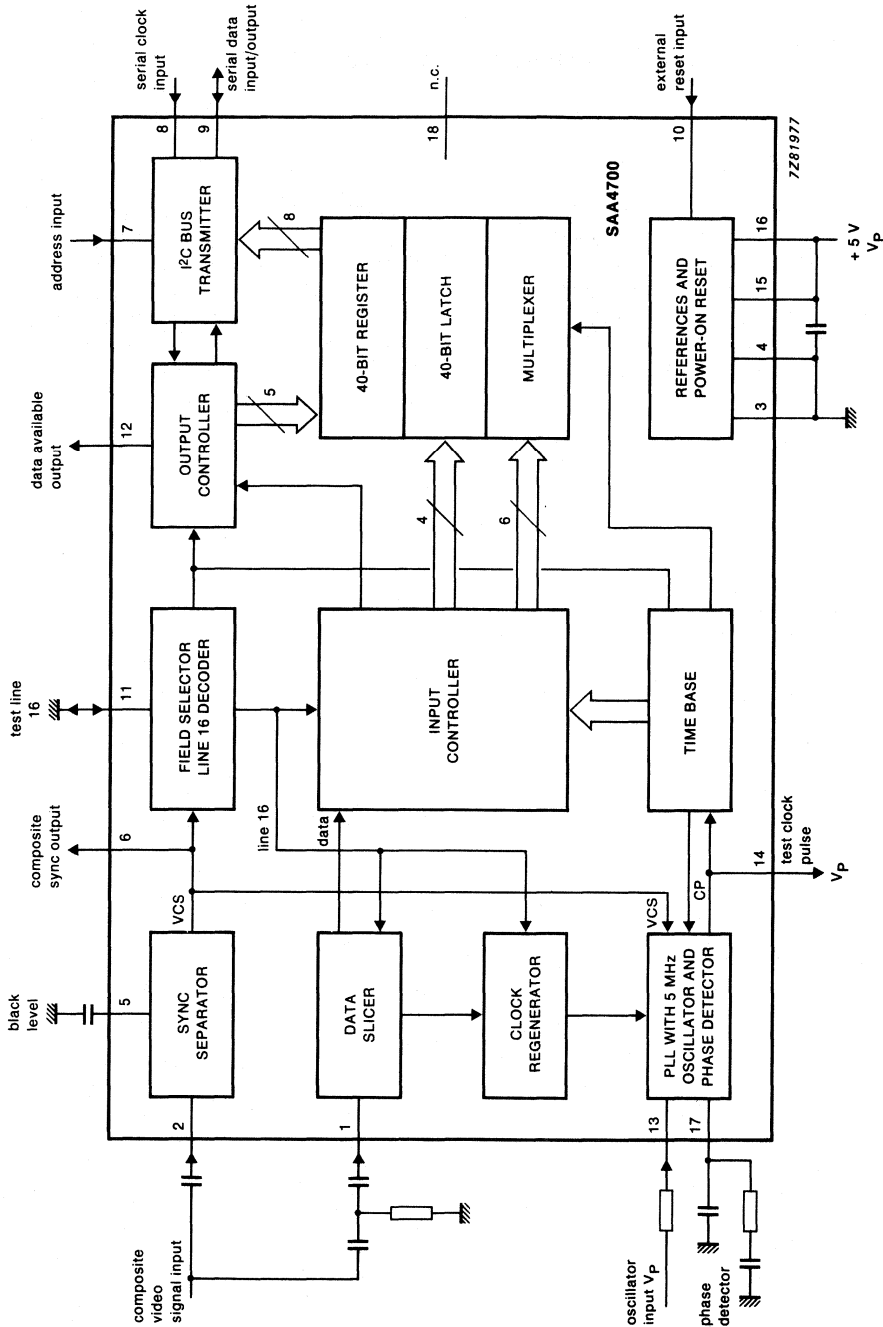 black
level
composite
sync output
test line
16
data available
output
address input
serial clock
input
serial data
input/output
5
6
11
12
7
8
9
composite
video
signal input
2
SYNC
SEPARATOR
VCS
FIELD SELECTOR
LINE 16 DECODER
OUTPUT
CONTROLLER
I²C BUS
TRANSMITTER
line 16
5
8
1
DATA
SLICER
data
INPUT
CONTROLLER
4
6
40-BIT REGISTER
40-BIT LATCH
MULTIPLEXER
18
n.c.
CLOCK
REGENERATOR
SAA4700
oscillator
input VP
phase
detector
13
17
PLL WITH 5 MHz
OSCILLATOR AND
PHASE DETECTOR
VCS
CP
TIME BASE
REFERENCES AND
POWER-ON RESET
10
external
reset input
14
test clock
pulse
VP
3
4
15
16
+ 5 V
VP
7Z81977